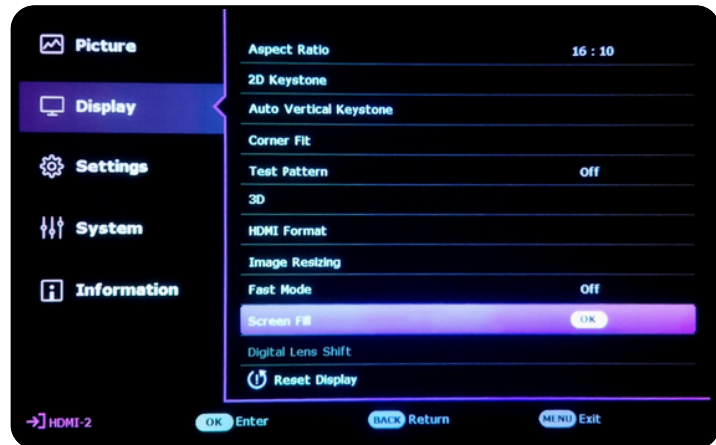 Picture
Display
Settings
System
Information
Aspect Ratio 16 : 10
2D Keystone
Auto Vertical Keystone
Corner Fit
Test Pattern Off
3D
HDMI Format
Image Resizing
Fast Mode Off
Screen Fill OK
Digital Lens Shift
Reset Display
HDMI-2 OK Enter BACK Return MENU Exit